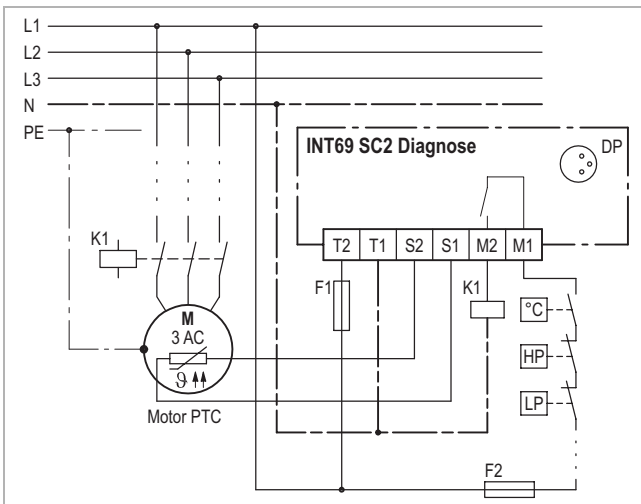 L1
L2
L3
N
PE
INT69 SC2 Diagnose
DP
T2 T1 S2 S1 M2 M1
K1
F1
K1
°C
HP
LP
M
3 AC
ϑ
Motor PTC
F2